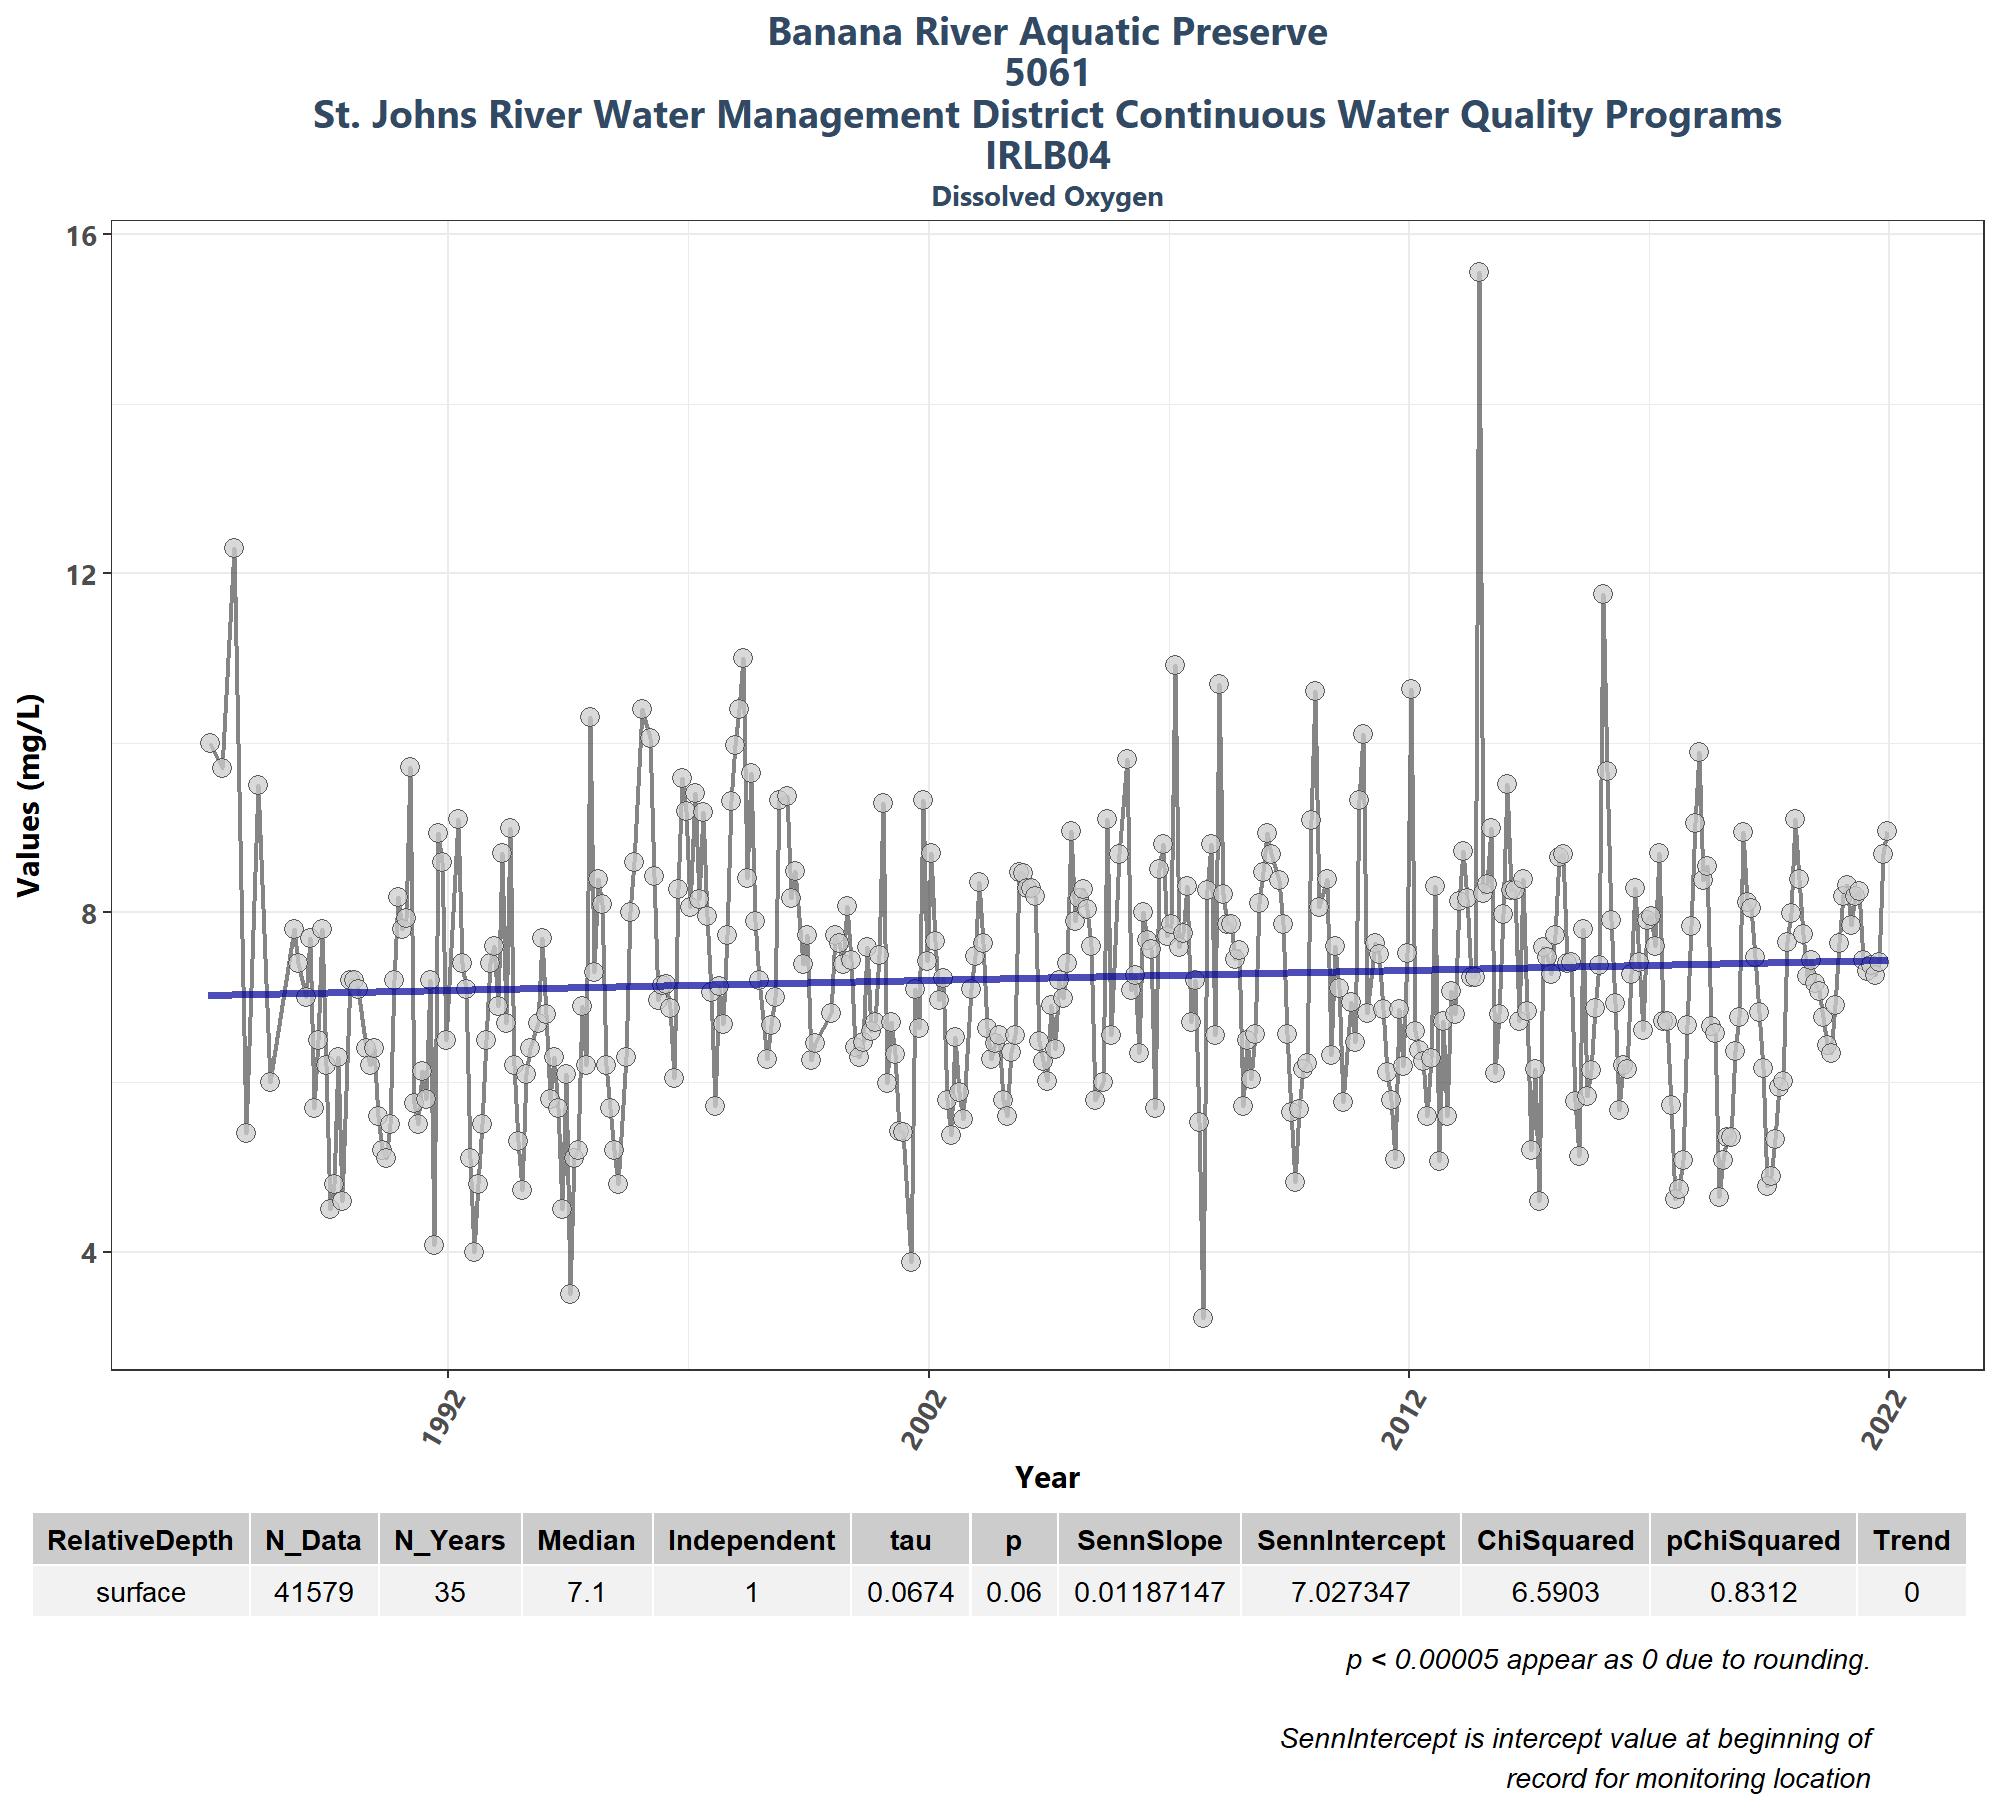 Banana River Aquatic Preserve
5061
St. Johns River Water Management District Continuous Water Quality Programs
IRLB04
Dissolved Oxygen
16
12
8
4
Values (mg/L)
1992
2002
2012
2022
Year
RelativeDepth N_Data N_Years Median Independent tau p SennSlope SennIntercept ChiSquared pChiSquared Trend
surface 41579 35 7.1 1 0.0674 0.06 0.01187147 7.027347 6.5903 0.8312 0
p < 0.00005 appear as 0 due to rounding.
SennIntercept is intercept value at beginning of
record for monitoring location